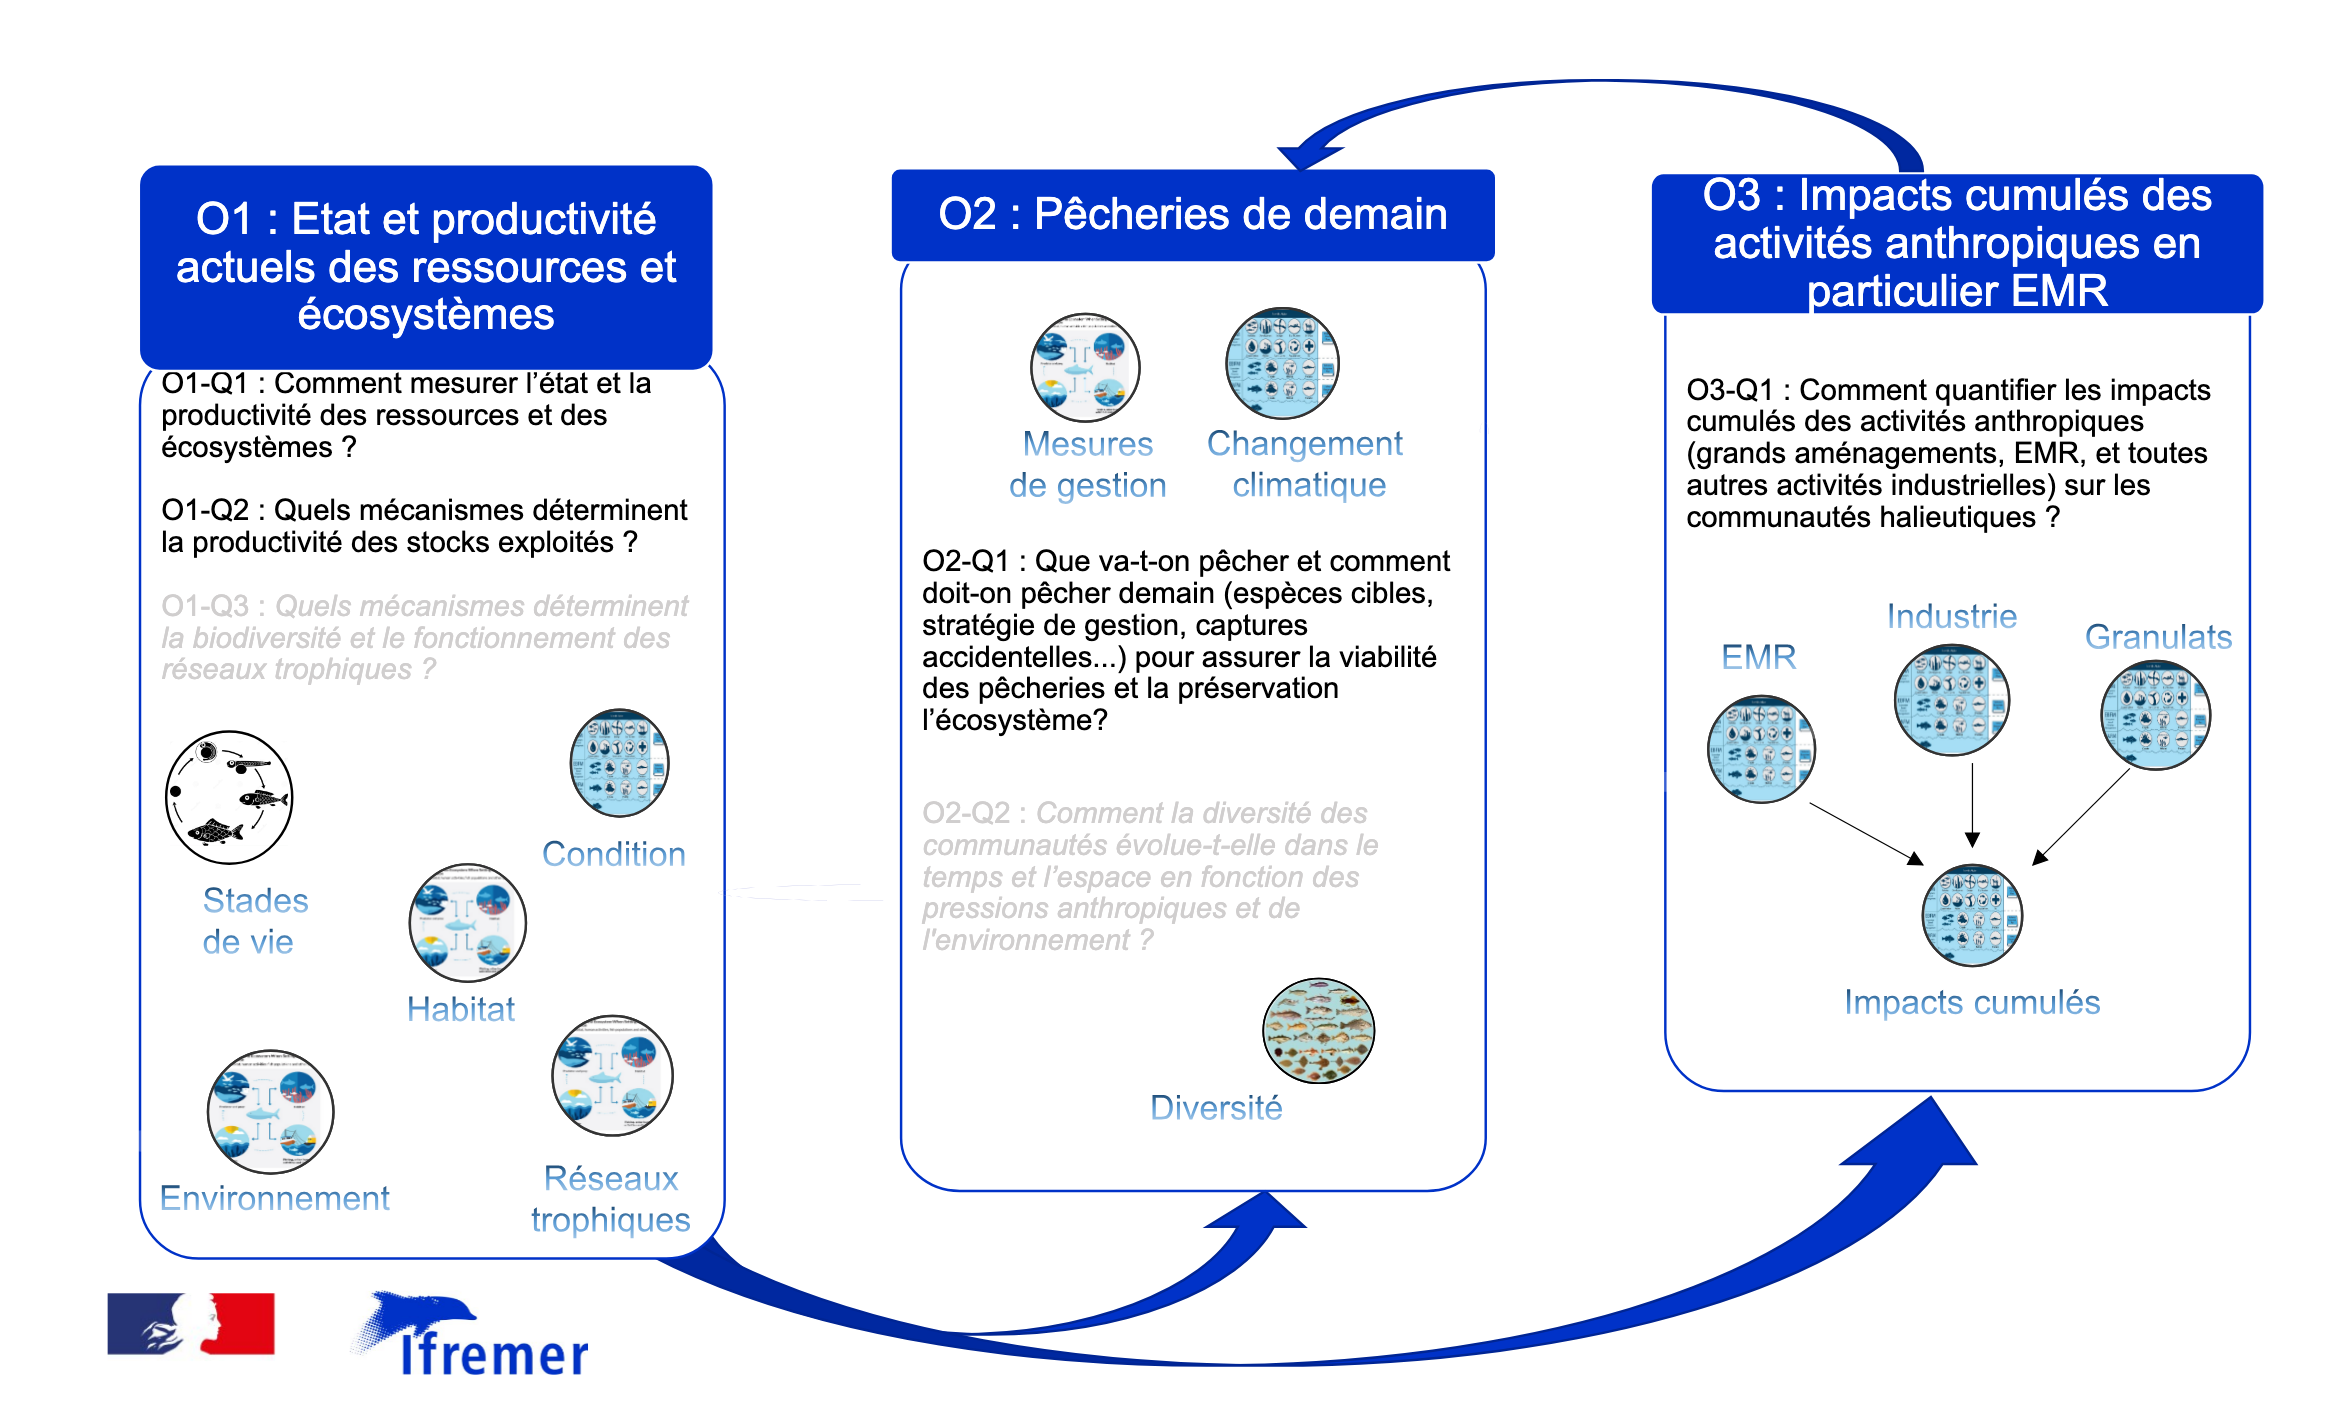 O1 : Etat et productivité
actuels des ressources et
écosystèmes
O1-Q1 : Comment mesurer l’état et la
productivité des ressources et des
écosystèmes ?
O1-Q2 : Quels mécanismes déterminent
la productivité des stocks exploités ?
O1-Q3 : Quels mécanismes déterminent
la biodiversité et le fonctionnement des
réseaux trophiques ?
Condition
Stades
de vie
Habitat
Environnement
Réseaux
trophiques
O2 : Pêcheries de demain
Mesures
de gestion
Changement
climatique
O2-Q1 : Que va-t-on pêcher et comment
doit-on pêcher demain (espèces cibles,
stratégie de gestion, captures
accidentelles...) pour assurer la viabilité
des pêcheries et la préservation
l’écosystème?
O2-Q2 : Comment la diversité des
communautés évolue-t-elle dans le
temps et l’espace en fonction des
pressions anthropiques et de
l'environnement ?
Diversité
O3 : Impacts cumulés des
activités anthropiques en
particulier EMR
O3-Q1 : Comment quantifier les impacts
cumulés des activités anthropiques
(grands aménagements, EMR, et toutes
autres activités industrielles) sur les
communautés halieutiques ?
Industrie
Granulats
EMR
Impacts cumulés
Ifremer